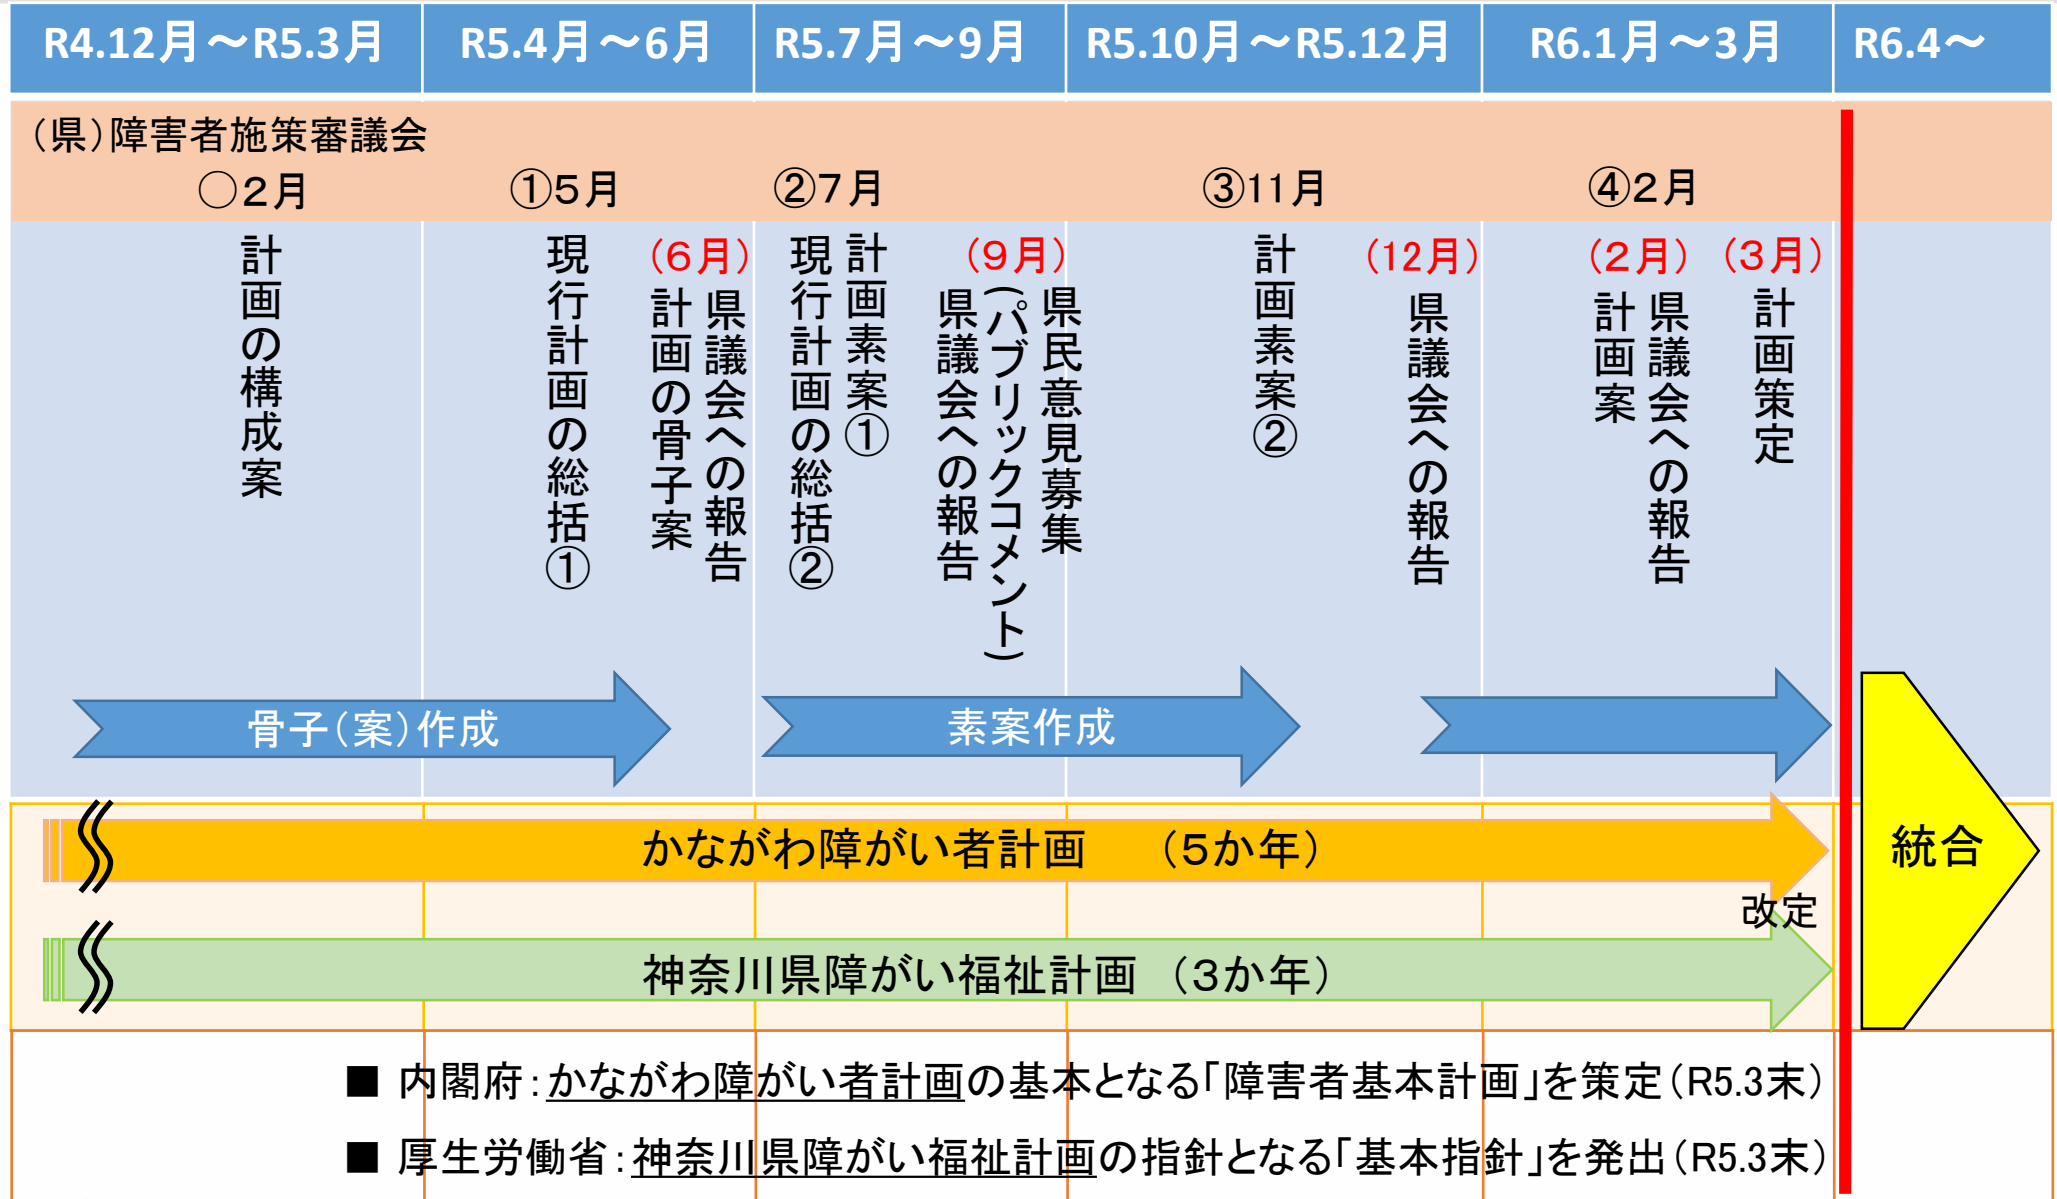 R4.12月～R5.3月
R5.4月～6月
R5.7月～9月
R5.10月～R5.12月
R6.1月～3月
R6.4～
（県）障害者施策審議会
○2月
①5月
②7月
③11月
④2月
計画の構成案
現行計画の総括①
（6月）
県議会への報告
計画の骨子案
計画素案①
現行計画の総括②
（9月）
県民意見募集
（パブリックコメント）
県議会への報告
計画素案②
（12月）
県議会への報告
（2月）
県議会への報告
計画案
（3月）
計画策定
骨子（案）作成
素案作成
かながわ障がい者計画　（5か年）
改定
神奈川県障がい福祉計画　（3か年）
統合
■ 内閣府：かながわ障がい者計画の基本となる「障害者基本計画」を策定（R5.3末）
■ 厚生労働省：神奈川県障がい福祉計画の指針となる「基本指針」を発出（R5.3末）